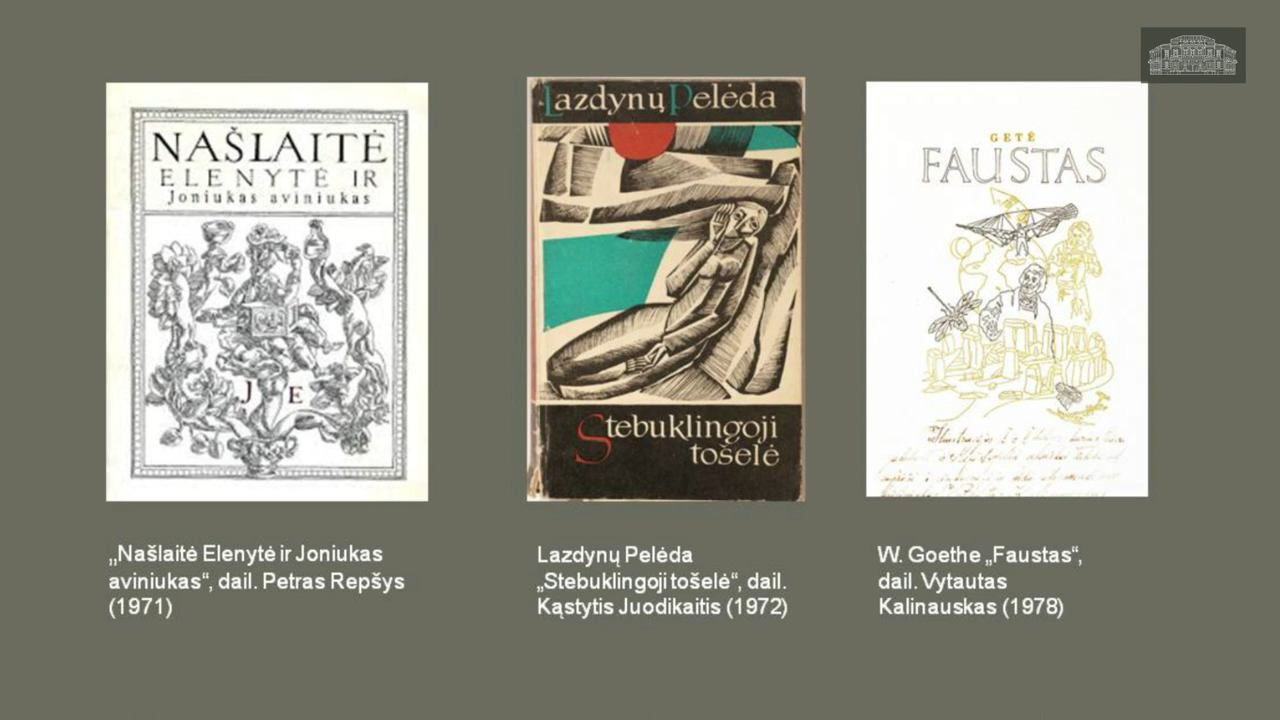 NAŠLAITĖ
ELENYTĖ IR
Joniukas aviniukas
J E
Lazdynų Pelėda
Stebuklingoji
tošelė
GETĖ
FAUSTAS
„Našlaitė Elenytė ir Joniukas
aviniukas“, dail. Petras Repšys
(1971)
Lazdynų Pelėda
„Stebuklingoji tošelė“, dail.
Kąstytis Juodikaitis (1972)
W. Goethe „Faustas“,
dail. Vytautas
Kalinauskas (1978)